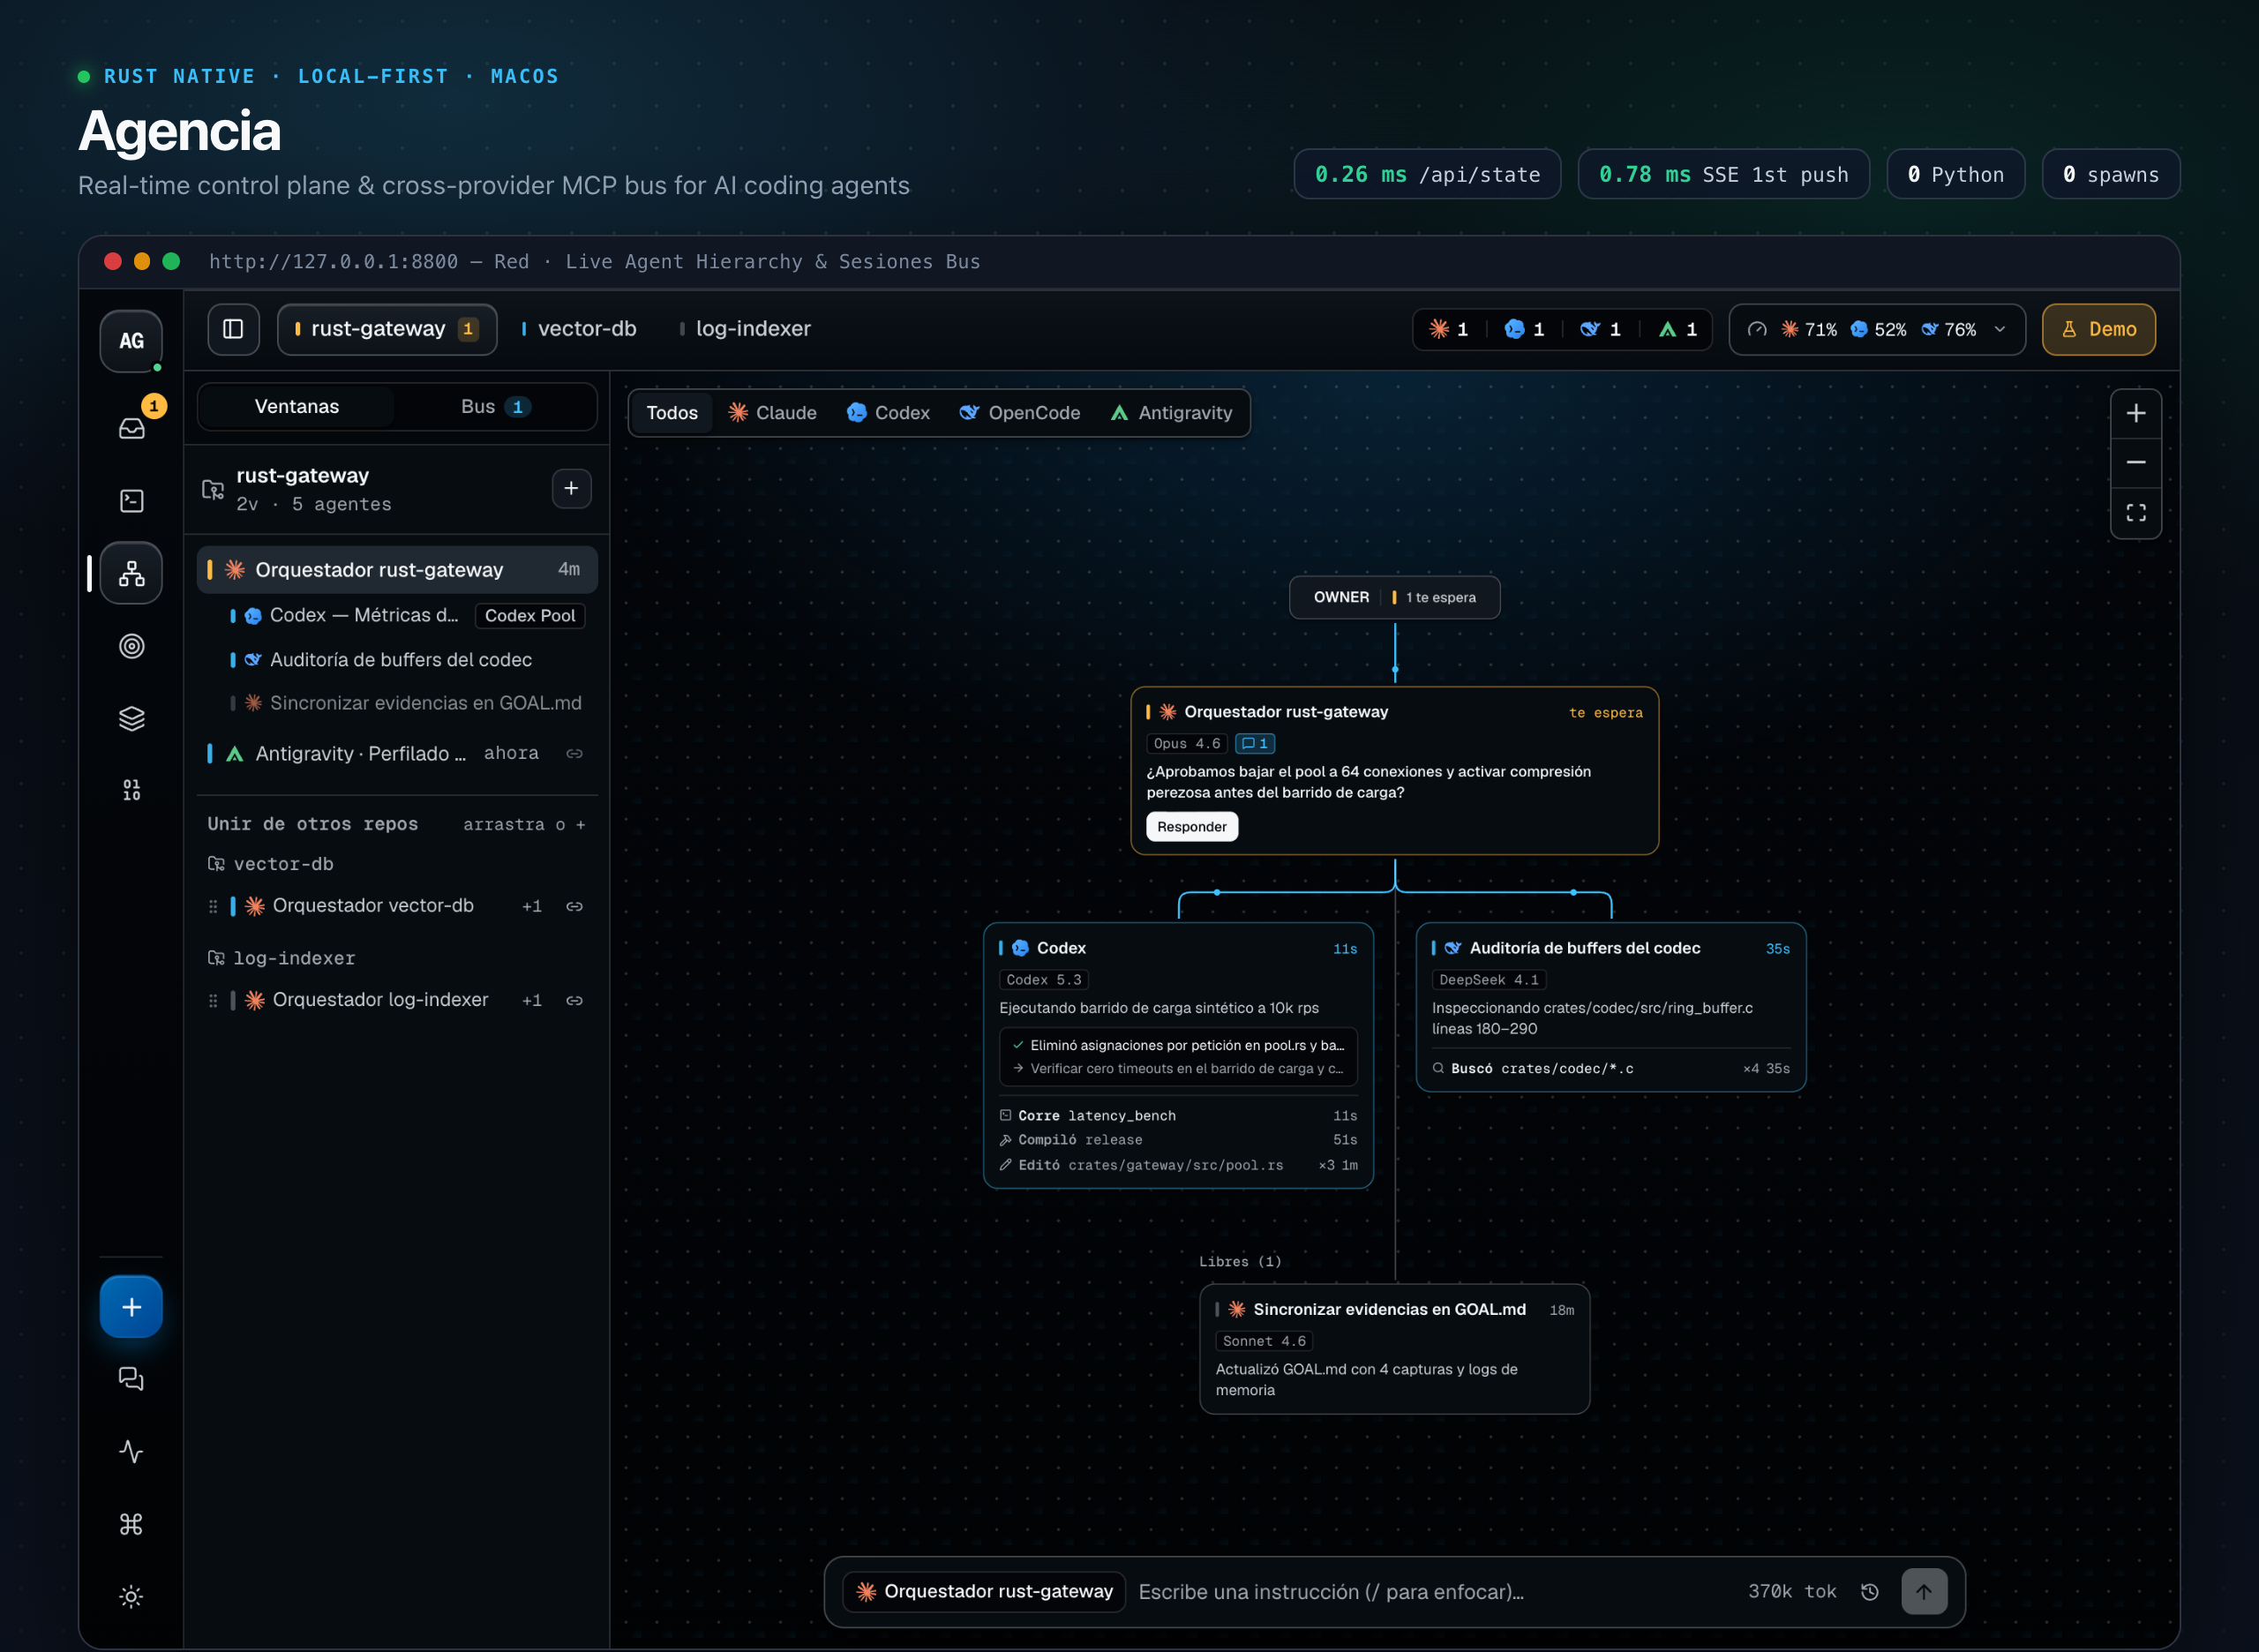 RUST NATIVE · LOCAL-FIRST · MACOS
Agencia
Real-time control plane & cross-provider MCP bus for AI coding agents
0.26 ms /api/state
0.78 ms SSE 1st push
0 Python
0 spawns
http://127.0.0.1:8800 — Red · Live Agent Hierarchy & Sesiones Bus
AG
rust-gateway 1
vector-db
log-indexer
1 1 1 1
71% 52% 76%
Demo
1
Ventanas
Bus 1
Todos Claude Codex OpenCode Antigravity
rust-gateway
2v · 5 agentes
Orquestador rust-gateway 4m
Codex — Métricas d… Codex Pool
Auditoría de buffers del codec
Sincronizar evidencias en GOAL.md
Antigravity · Perfilado … ahora
Unir de otros repos arrastra o +
vector-db
Orquestador vector-db +1
log-indexer
Orquestador log-indexer +1
01
10
OWNER 1 te espera
Orquestador rust-gateway te espera
Opus 4.6 1
¿Aprobamos bajar el pool a 64 conexiones y activar compresión
perezosa antes del barrido de carga?
Responder
Codex 11s
Codex 5.3
Ejecutando barrido de carga sintético a 10k rps
Eliminó asignaciones por petición en pool.rs y ba…
Verificar cero timeouts en el barrido de carga y c…
Corre latency_bench 11s
Compiló release 51s
Editó crates/gateway/src/pool.rs ×3 1m
Auditoría de buffers del codec 35s
DeepSeek 4.1
Inspeccionando crates/codec/src/ring_buffer.c
líneas 180–290
Buscó crates/codec/*.c ×4 35s
Libres (1)
Sincronizar evidencias en GOAL.md 18m
Sonnet 4.6
Actualizó GOAL.md con 4 capturas y logs de
memoria
Orquestador rust-gateway Escribe una instrucción (/ para enfocar)… 370k tok